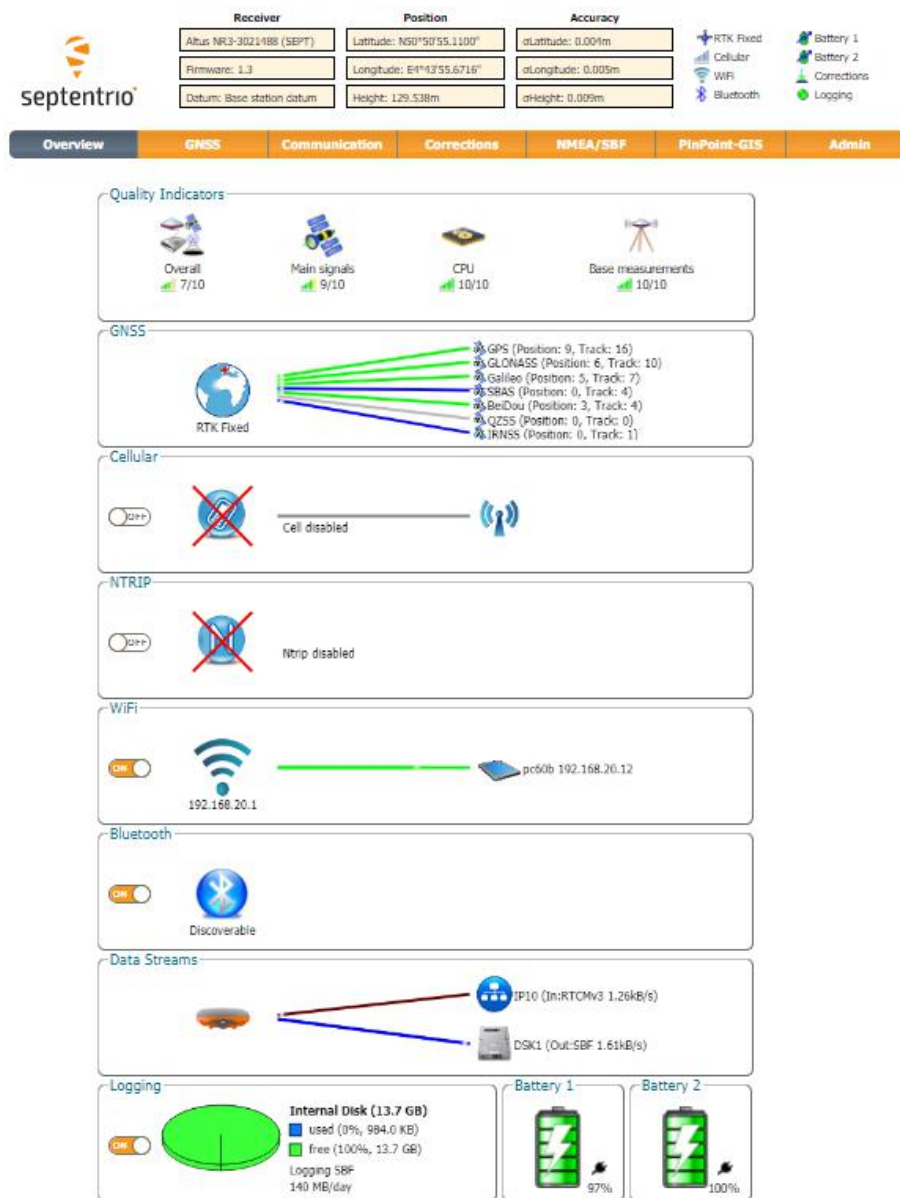 septentrio
Receiver Position Accuracy
Altus NR3-3021488 (SEPT) Latitude: N50°50'55.1100" σLatitude: 0.004m
Firmware: 1.3 Longitude: E4°43'55.6716" σLongitude: 0.005m
Datum: Base station datum Height: 129.538m σHeight: 0.009m
RTK Fixed Battery 1
Cellular Battery 2
WiFi Corrections
Bluetooth Logging
Overview GNSS Communication Corrections NMEA/SBF PinPoint-GIS Admin
Quality Indicators
Overall Main signals CPU Base measurements
7/10 9/10 10/10 10/10
GNSS
RTK Fixed
GPS (Position: 9, Track: 16)
GLONASS (Position: 6, Track: 10)
Galileo (Position: 5, Track: 7)
SBAS (Position: 0, Track: 4)
BeiDou (Position: 3, Track: 4)
QZSS (Position: 0, Track: 0)
IRNSS (Position: 0, Track: 1)
Cellular
OFF
Cell disabled
NTRIP
OFF
Ntrip disabled
WiFi
ON
192.168.20.1
pc60b 192.168.20.12
Bluetooth
ON
Discoverable
Data Streams
IP10 (In:RTCMv3 1.26kB/s)
DSK1 (Out:SBF 1.61kB/s)
Logging
ON
Internal Disk (13.7 GB)
used (0%, 984.0 KB)
free (100%, 13.7 GB)
Logging SBF
140 MB/day
Battery 1
97%
Battery 2
100%